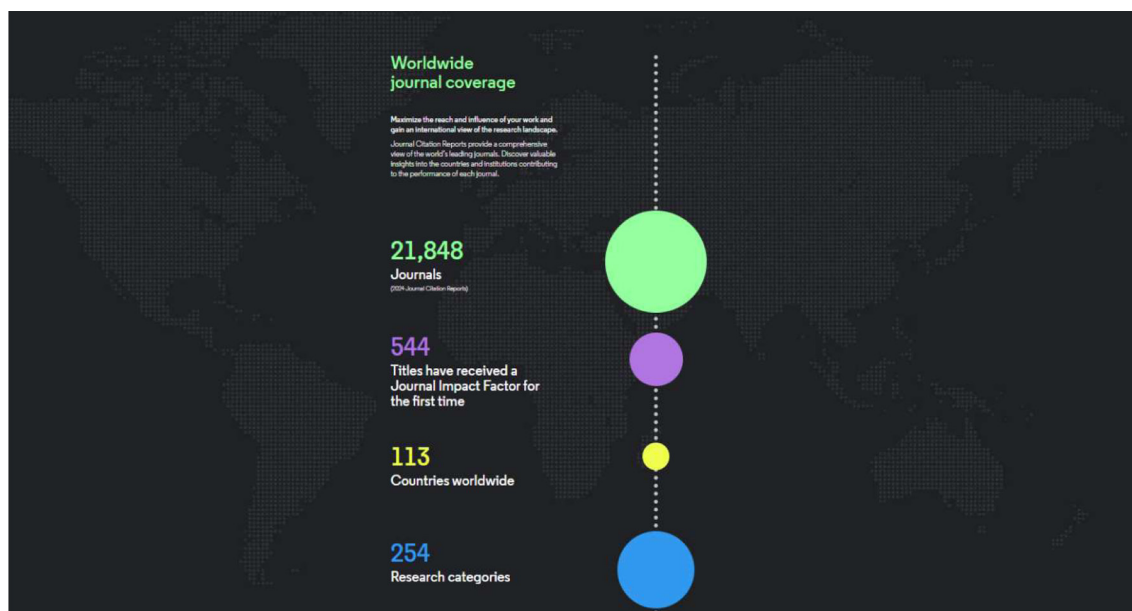 Worldwide
journal coverage
Maximize the reach and influence of your work and
gain an international view of the research landscape.
Journal Citation Reports provide a comprehensive
view of the world's leading journals. Discover valuable
insights into the countries and institutions contributing
to the performance of each journal.
21,848
Journals
(2024 Journal Citation Reports)
544
Titles have received a
Journal Impact Factor for
the first time
113
Countries worldwide
254
Research categories